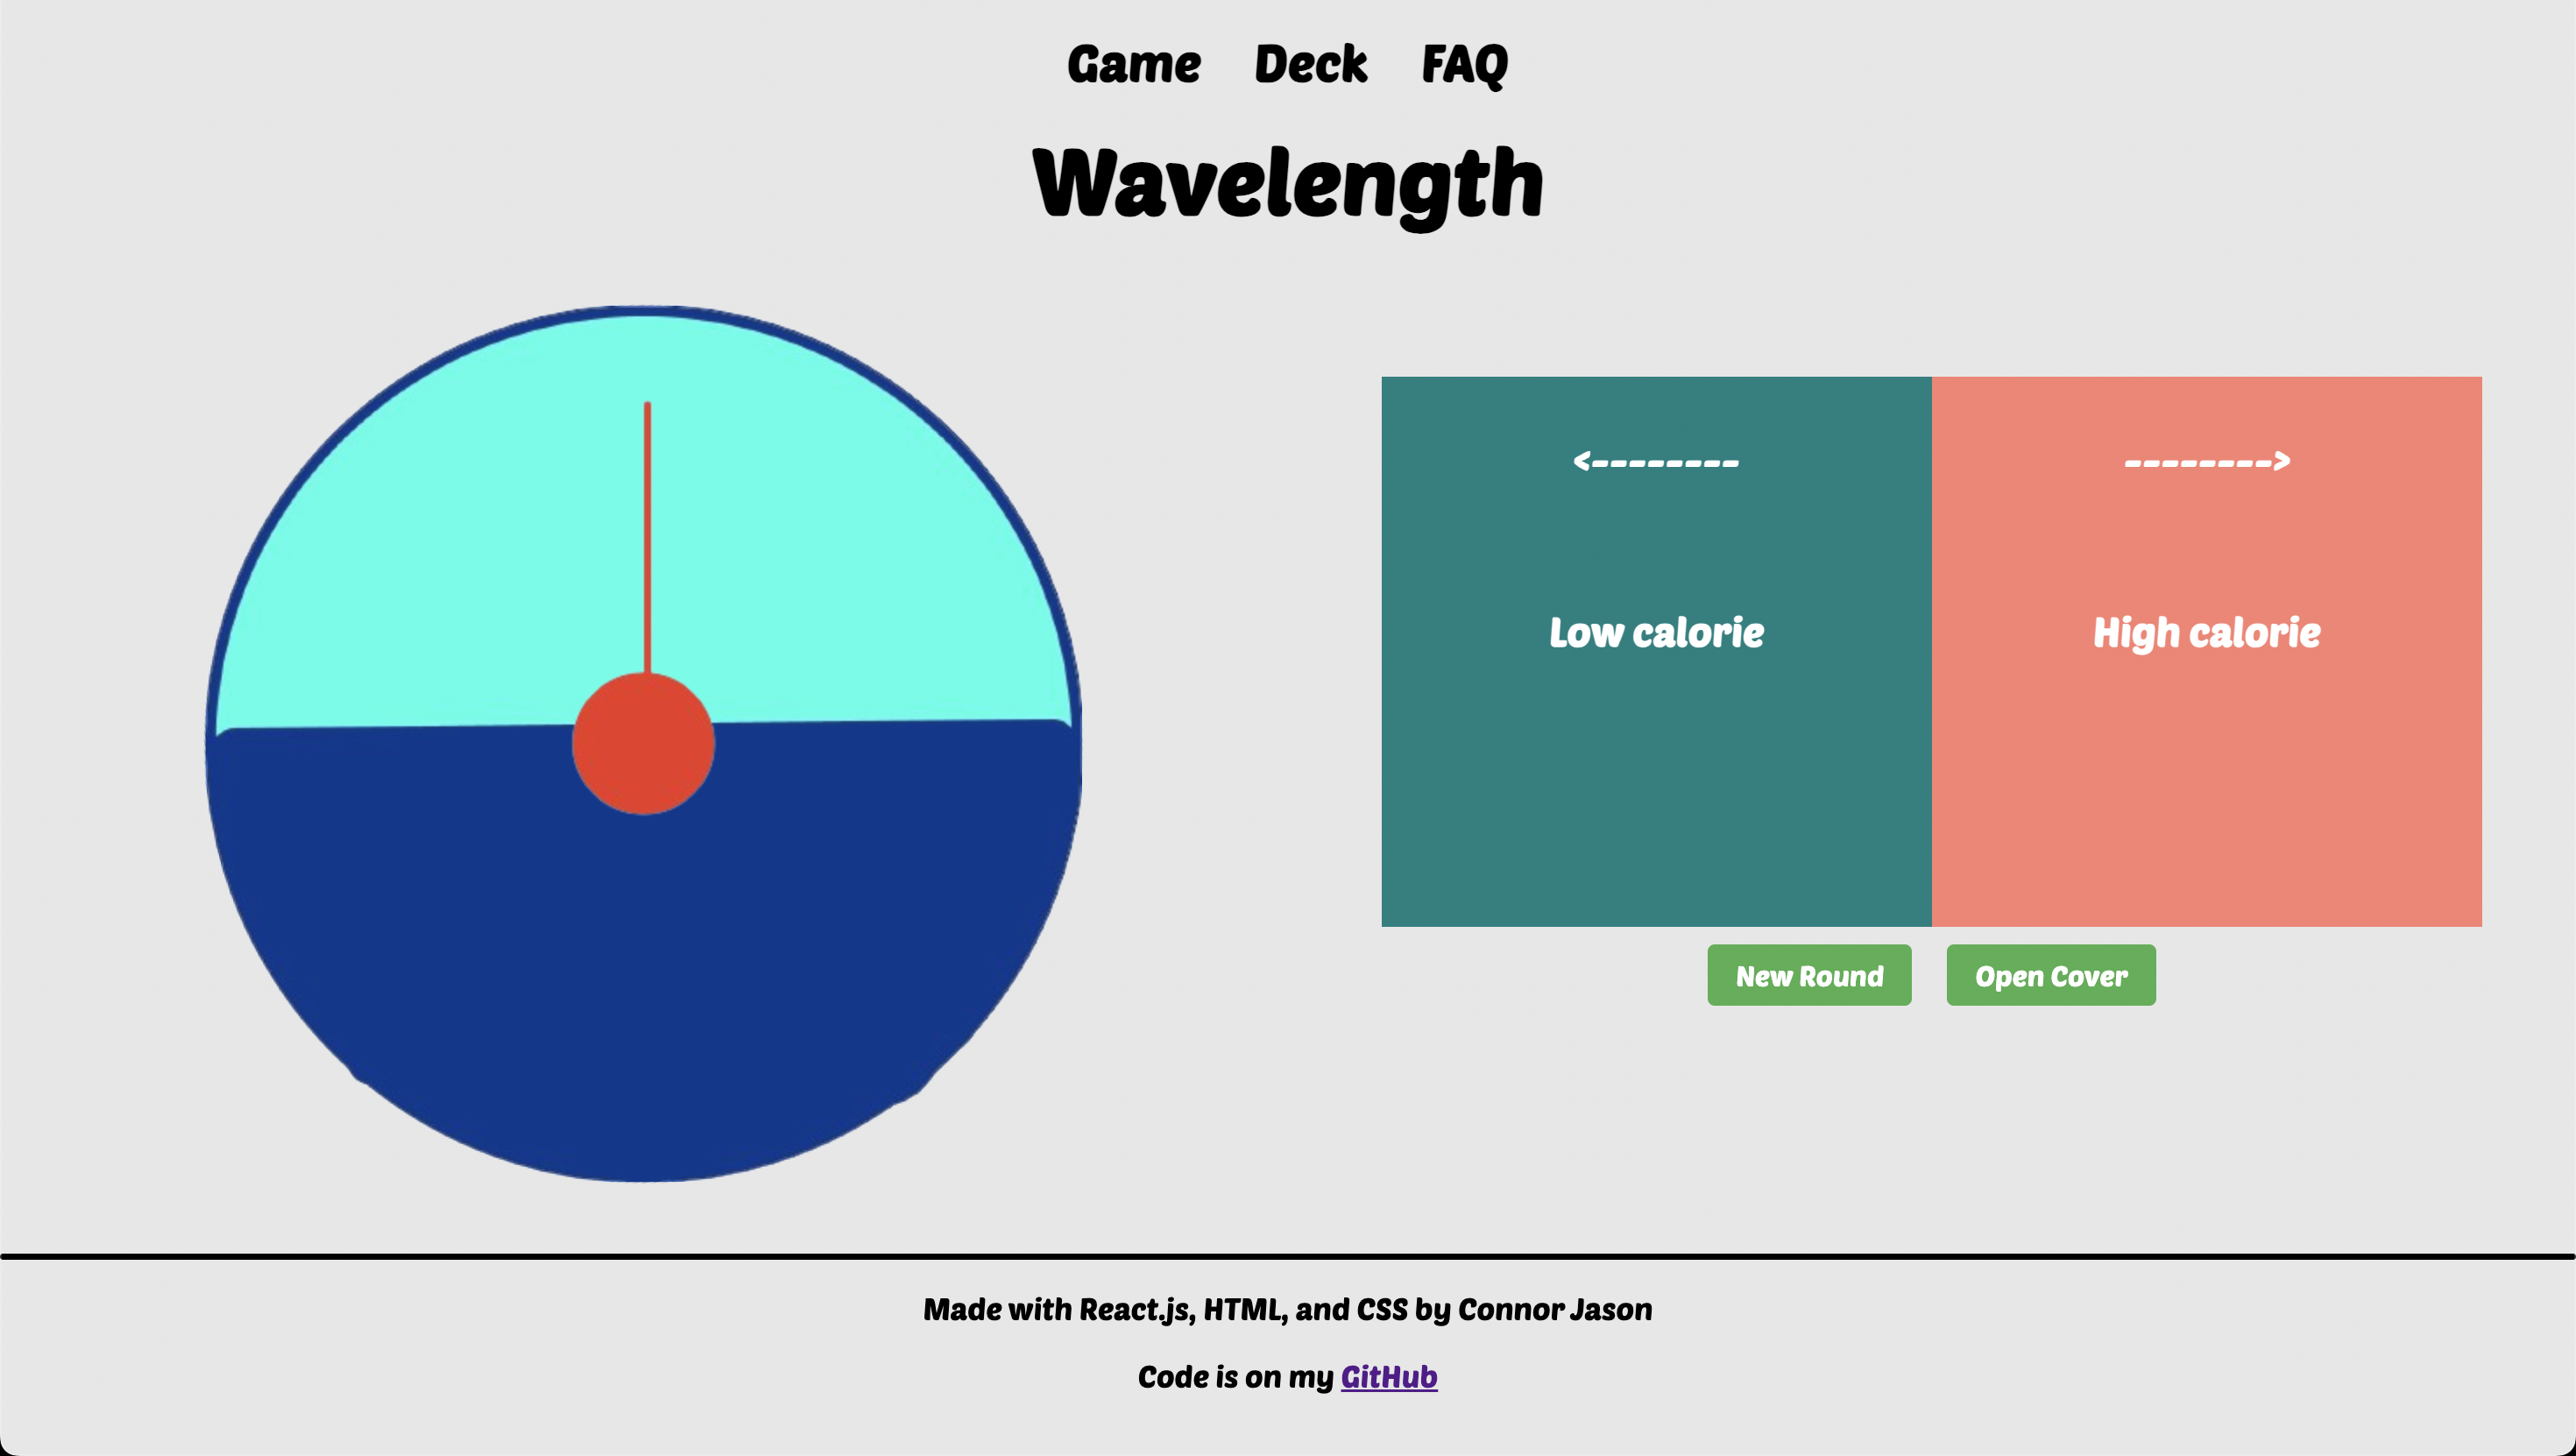 Game Deck FAQ
Wavelength
<-------- -------->
Low calorie High calorie
New Round Open Cover
Made with React.js, HTML, and CSS by Connor Jason
Code is on my GitHub